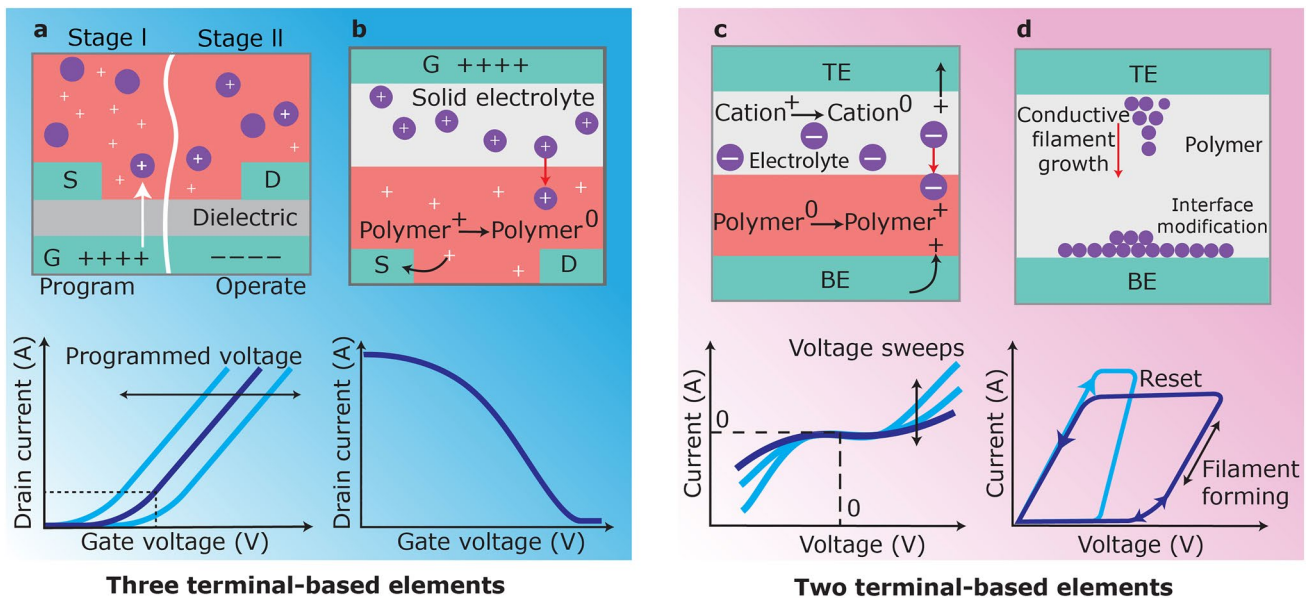 a
Stage I
Stage II
S
D
Dielectric
G ++++
−−−−
Program
Operate
Drain current (A)
Programmed voltage
Gate voltage (V)
b
G ++++
Solid electrolyte
Polymer+→Polymer0
S
D
Drain current (A)
Gate voltage (V)
Three terminal-based elements
c
TE
Cation+→Cation0
Electrolyte
Polymer0→Polymer+
BE
Current (A)
Voltage sweeps
0
0
Voltage (V)
d
TE
Conductive
filament
growth
Polymer
Interface
modification
BE
Current (A)
Reset
Filament
forming
Voltage (V)
Two terminal-based elements